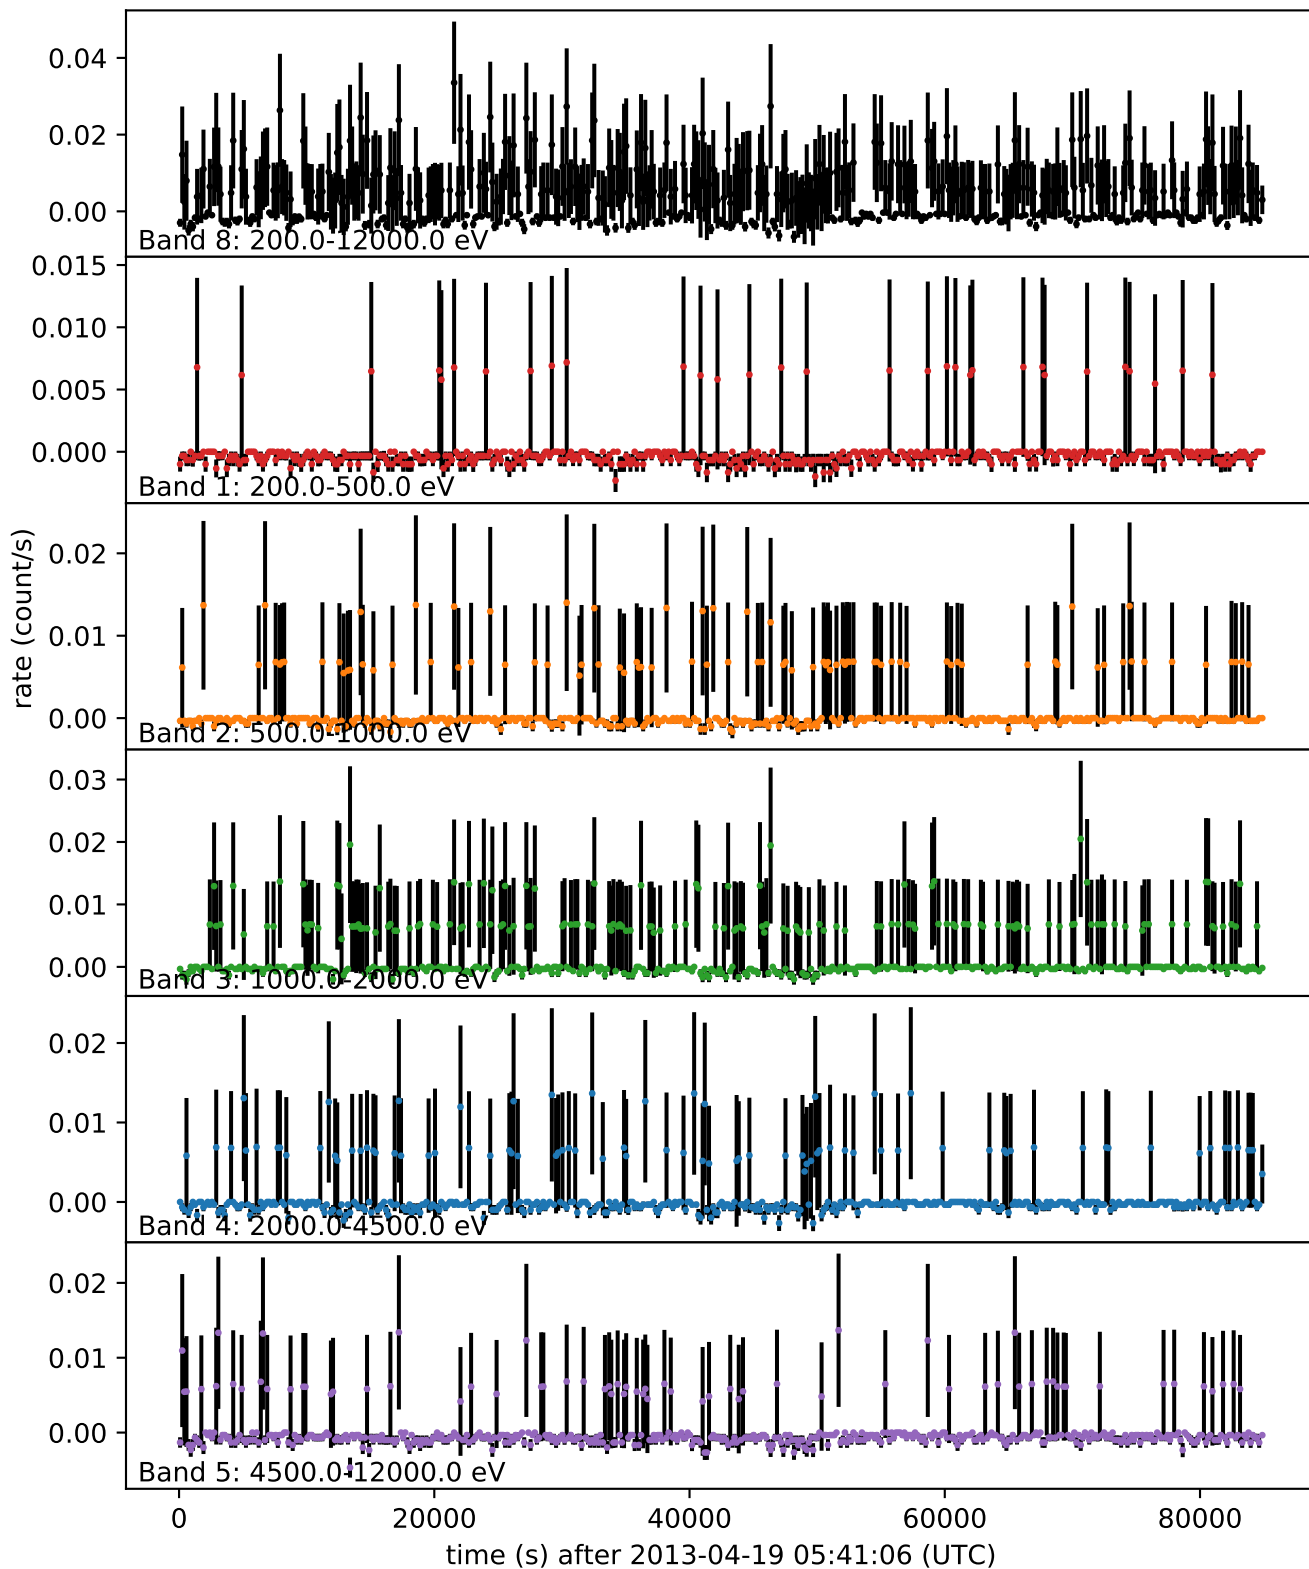 0.04
0.02
0.00
Band 8: 200.0-12000.0 eV
0.015
0.010
0.005
0.000
Band 1: 200.0-500.0 eV
rate (count/s)
0.02
0.01
0.00
Band 2: 500.0-1000.0 eV
0.03
0.02
0.01
0.00
Band 3: 1000.0-2000.0 eV
0.02
0.01
0.00
Band 4: 2000.0-4500.0 eV
0.02
0.01
0.00
Band 5: 4500.0-12000.0 eV
0 20000 40000 60000 80000
time (s) after 2013-04-19 05:41:06 (UTC)